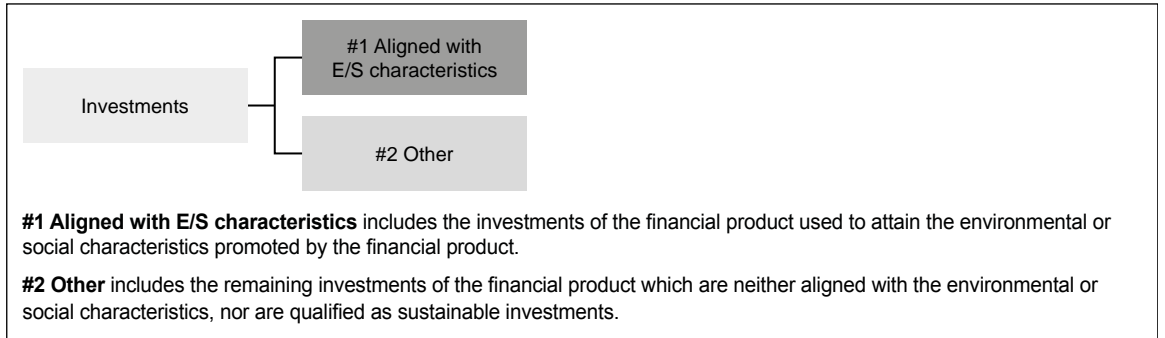 #1 Aligned with
E/S characteristics
Investments
#2 Other
#1 Aligned with E/S characteristics includes the investments of the financial product used to attain the environmental or
social characteristics promoted by the financial product.
#2 Other includes the remaining investments of the financial product which are neither aligned with the environmental or
social characteristics, nor are qualified as sustainable investments.